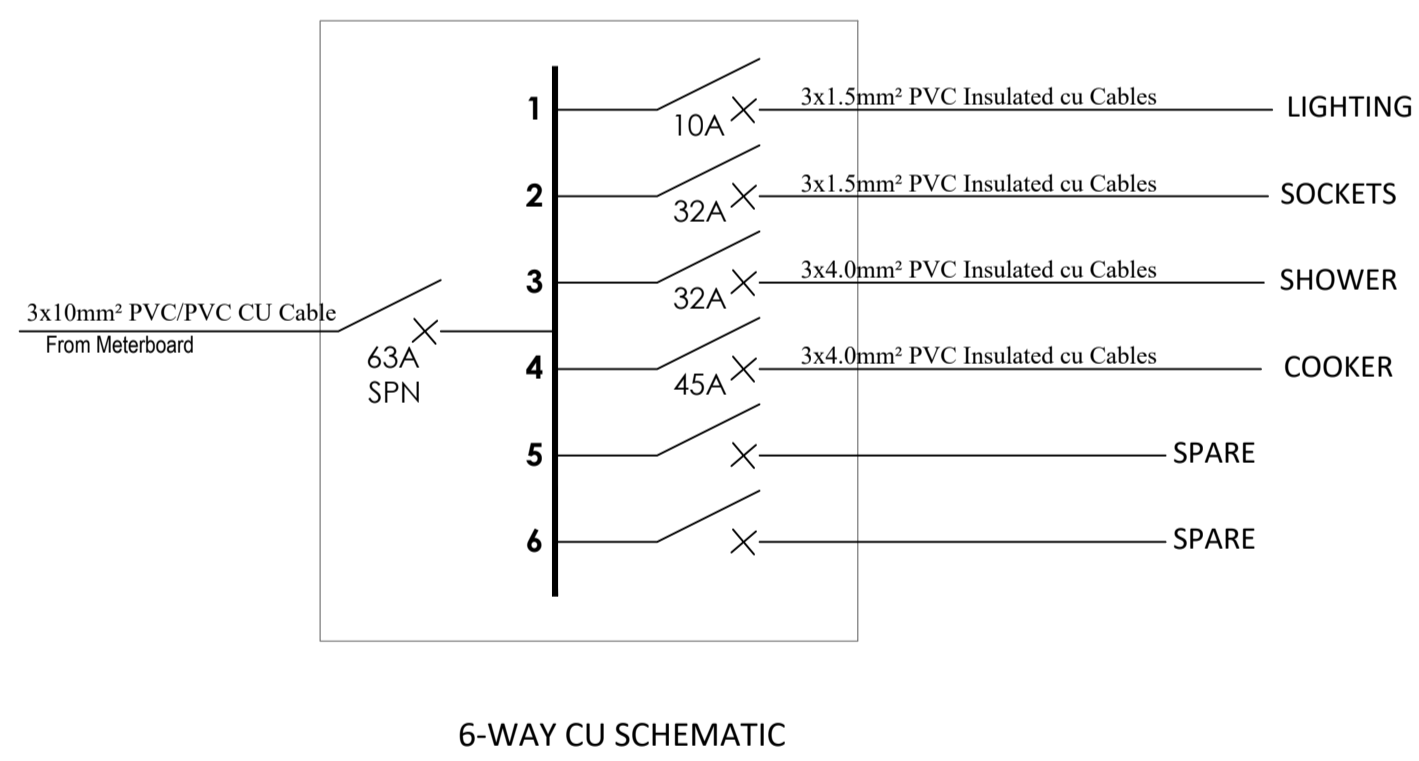 1
10A
3x1.5mm² PVC Insulated cu Cables
LIGHTING
2
32A
3x1.5mm² PVC Insulated cu Cables
SOCKETS
3
32A
3x4.0mm² PVC Insulated cu Cables
SHOWER
3x10mm² PVC/PVC CU Cable
From Meterboard
63A
SPN
4
45A
3x4.0mm² PVC Insulated cu Cables
COOKER
5
SPARE
6
SPARE
6-WAY CU SCHEMATIC